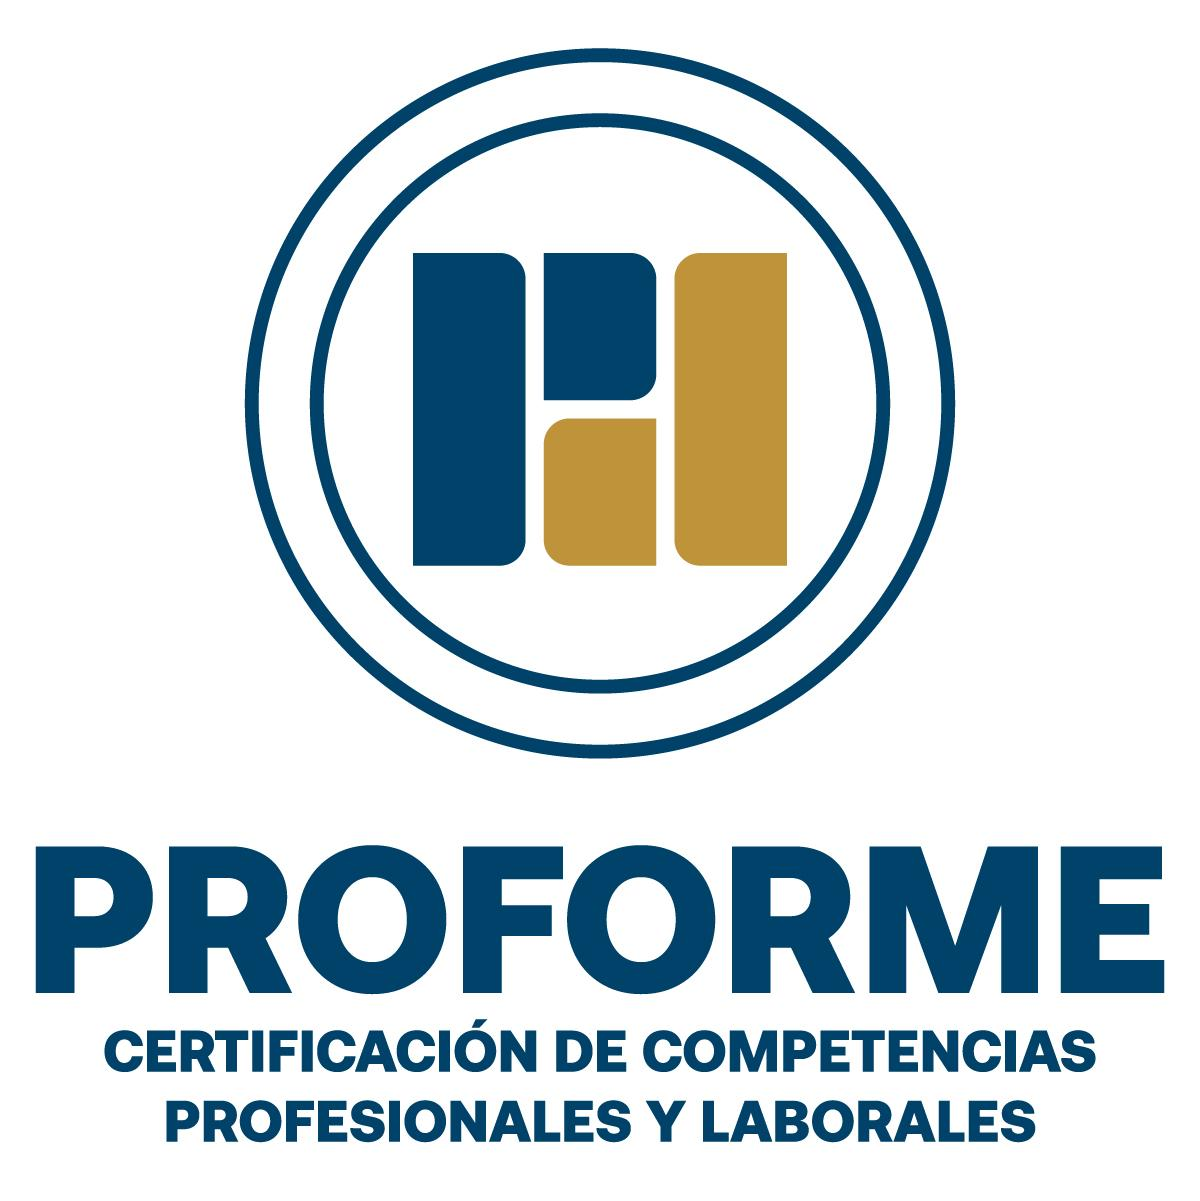 PROFORME
CERTIFICACIÓN DE COMPETENCIAS
PROFESIONALES Y LABORALES